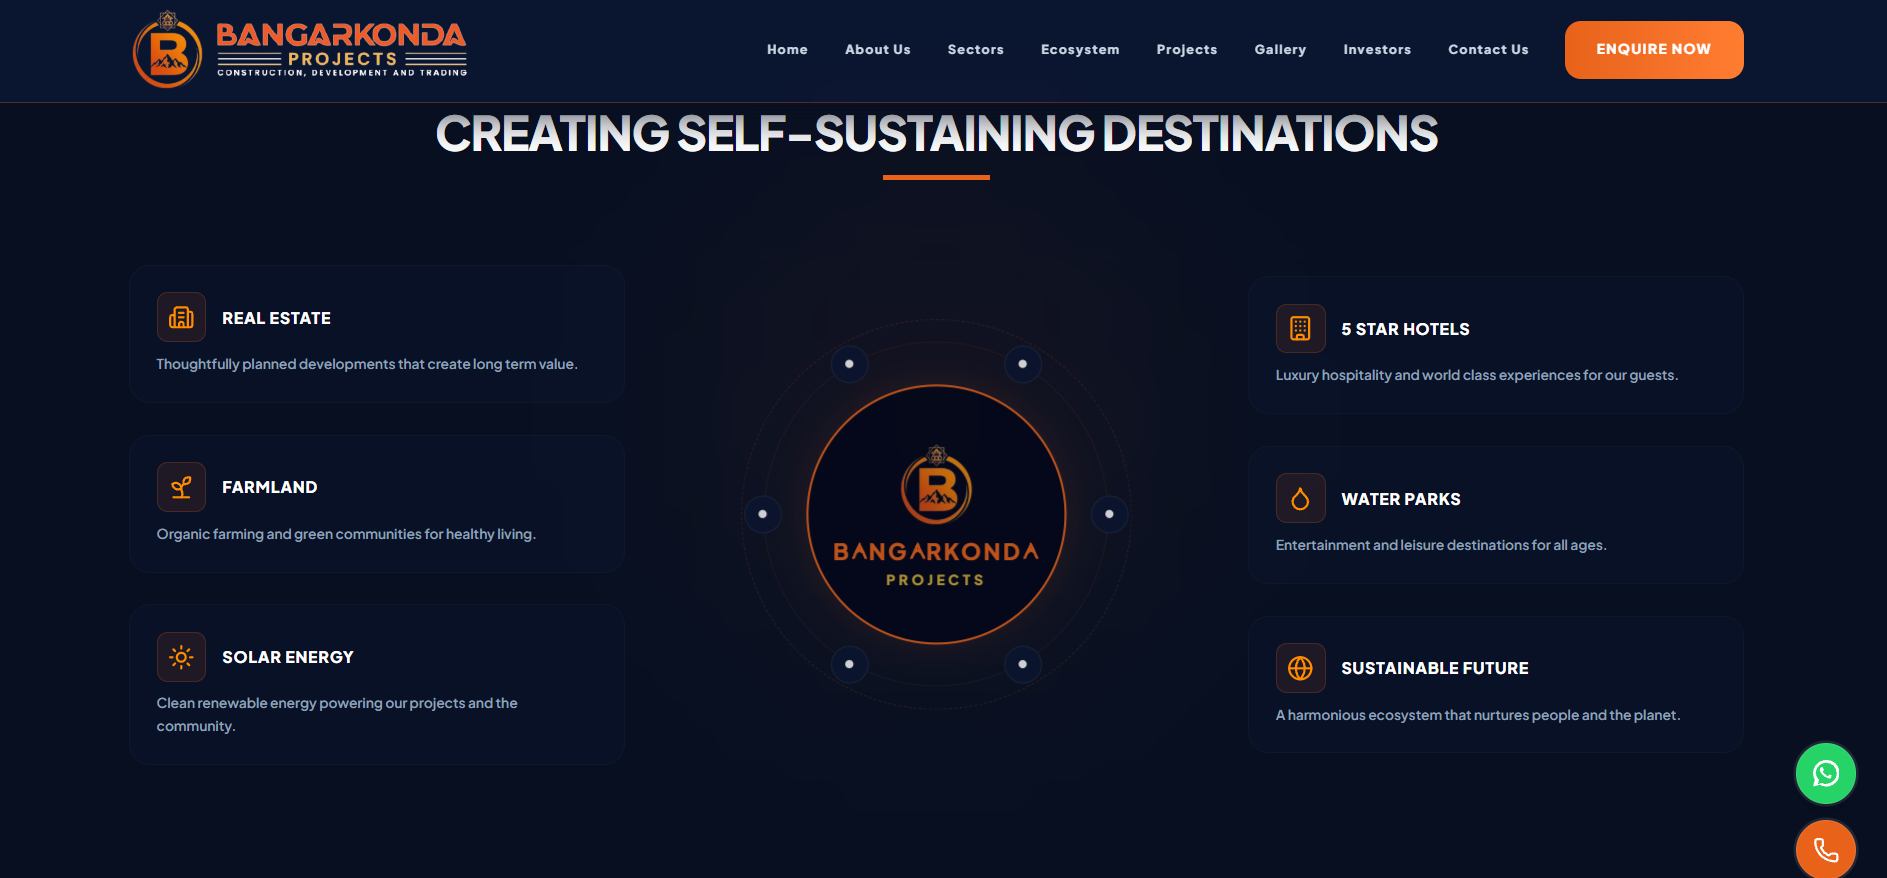 BANGARKONDA
PROJECTS
CONSTRUCTION, DEVELOPMENT AND TRADING
Home
About Us
Sectors
Ecosystem
Projects
Gallery
Investors
Contact Us
ENQUIRE NOW
CREATING SELF-SUSTAINING DESTINATIONS
REAL ESTATE
Thoughtfully planned developments that create long term value.
FARMLAND
Organic farming and green communities for healthy living.
SOLAR ENERGY
Clean renewable energy powering our projects and the
community.
B
BANGARKONDA
PROJECTS
5 STAR HOTELS
Luxury hospitality and world class experiences for our guests.
WATER PARKS
Entertainment and leisure destinations for all ages.
SUSTAINABLE FUTURE
A harmonious ecosystem that nurtures people and the planet.